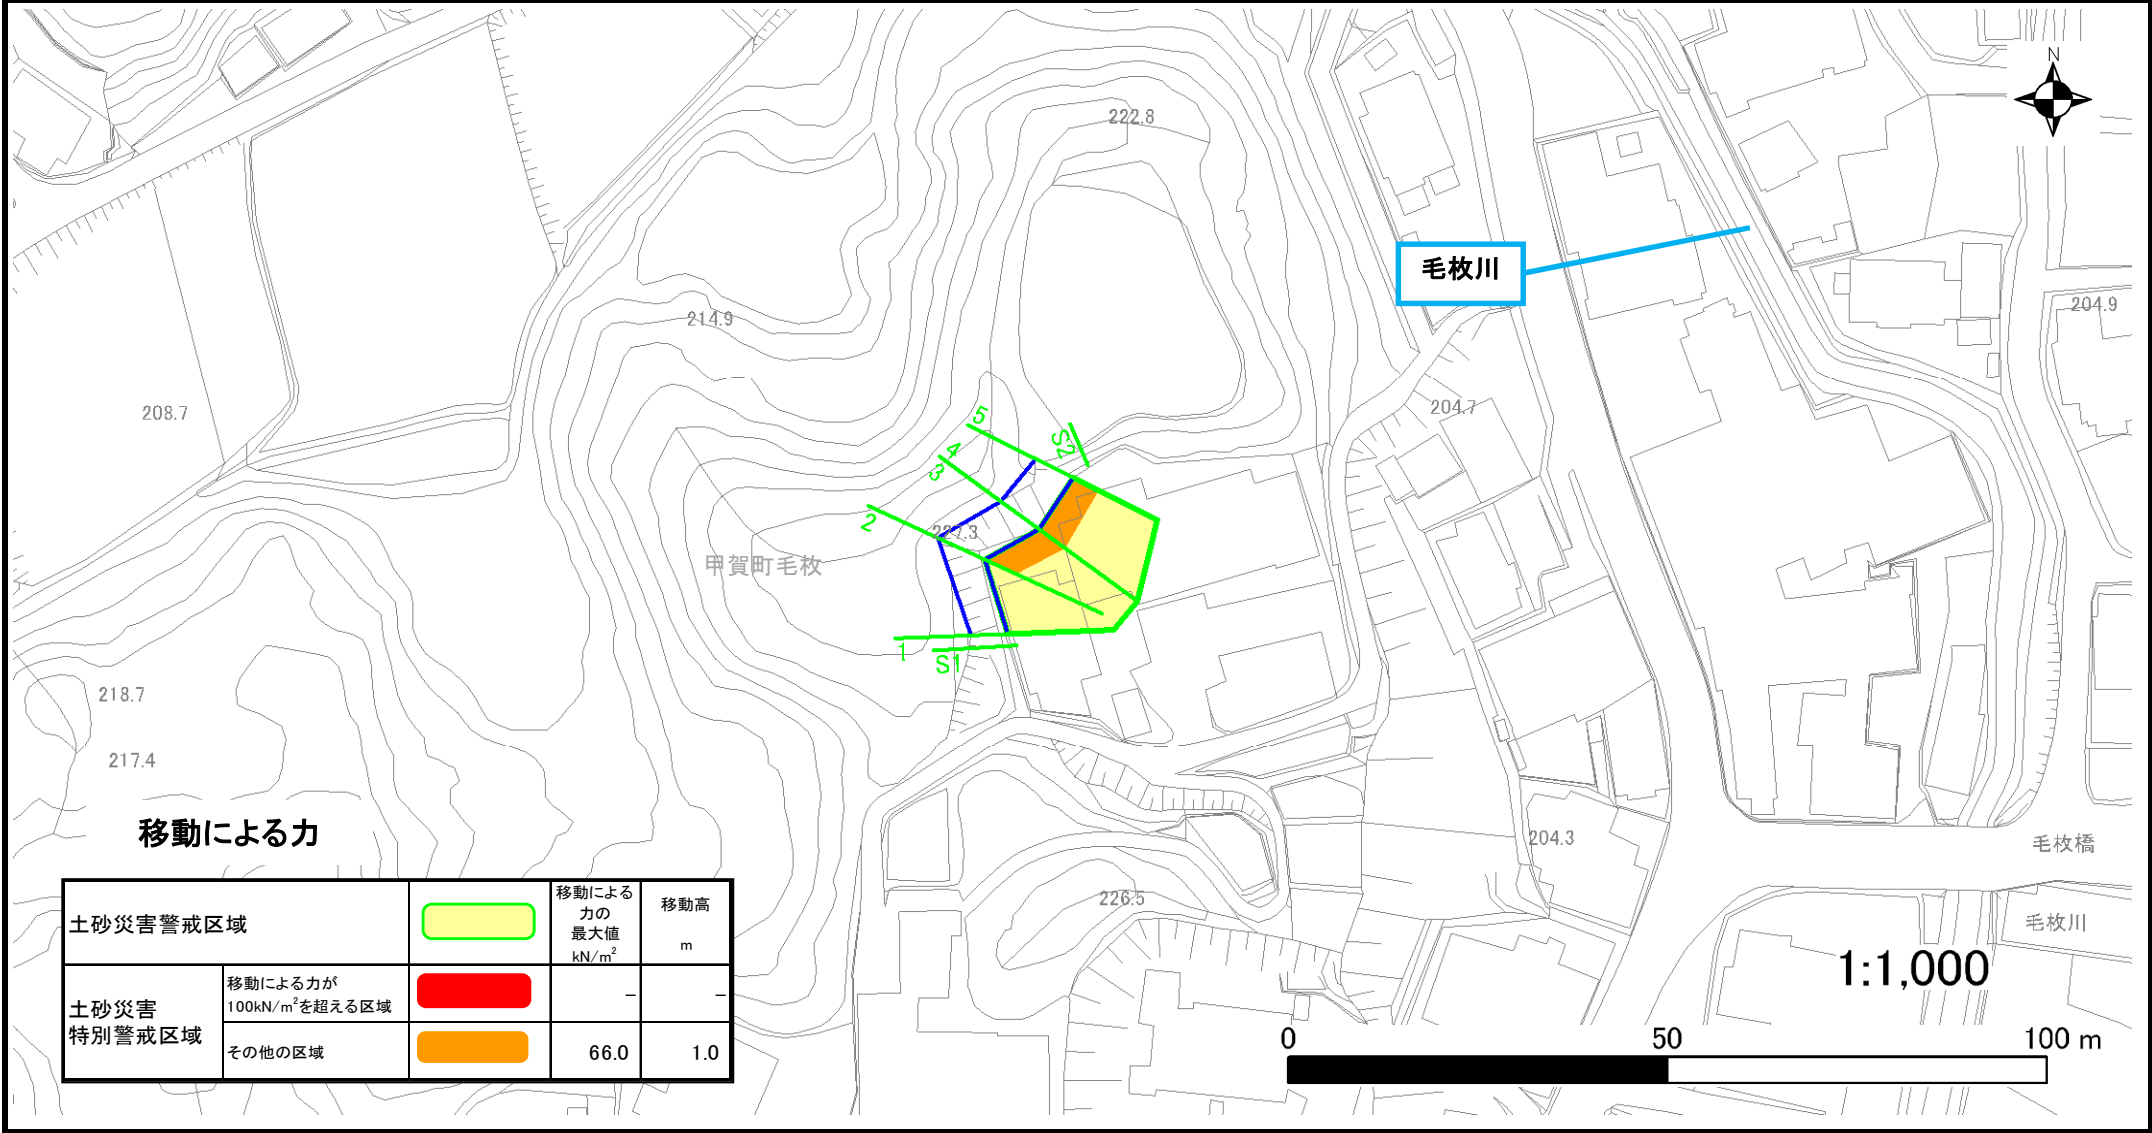 N
222.8
毛枚川
214.9
204.9
208.7
204.7
5
S2
4
3
2
227.3
甲賀町毛枚
1
S1
218.7
217.4
204.3
毛枚橋
226.5
毛枚川
移動による力
土砂災害警戒区域
移動による
力の
最大値
kN/m²
移動高
m
土砂災害
特別警戒区域
移動による力が
100kN/m²を超える区域
–
–
その他の区域
66.0
1.0
1:1,000
0
50
100 m